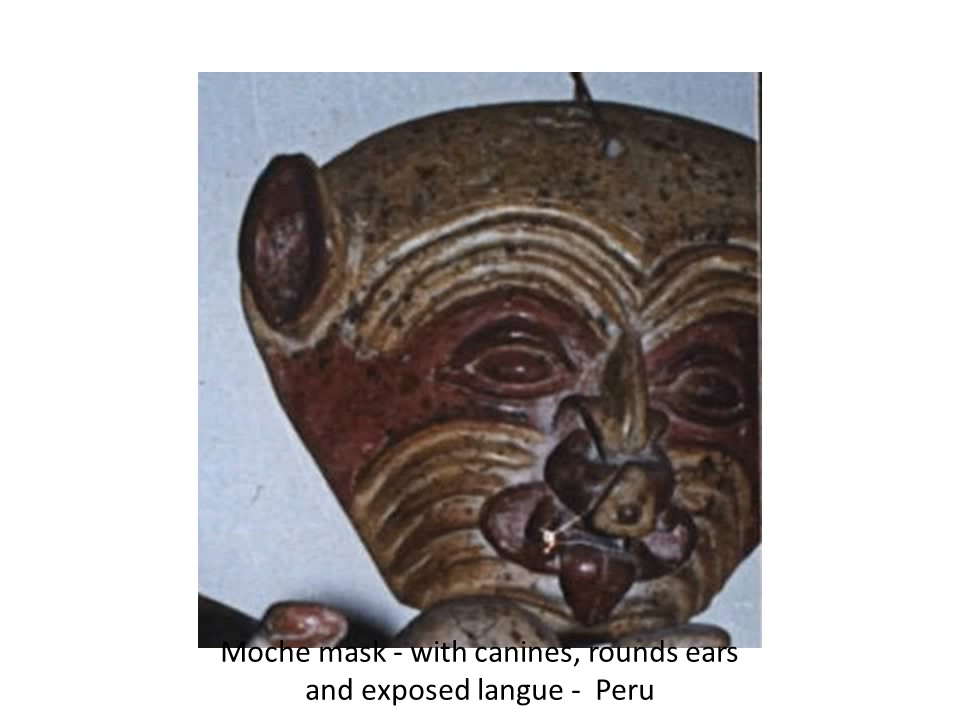 Moche mask - with canines, rounds ears
and exposed langue -  Peru